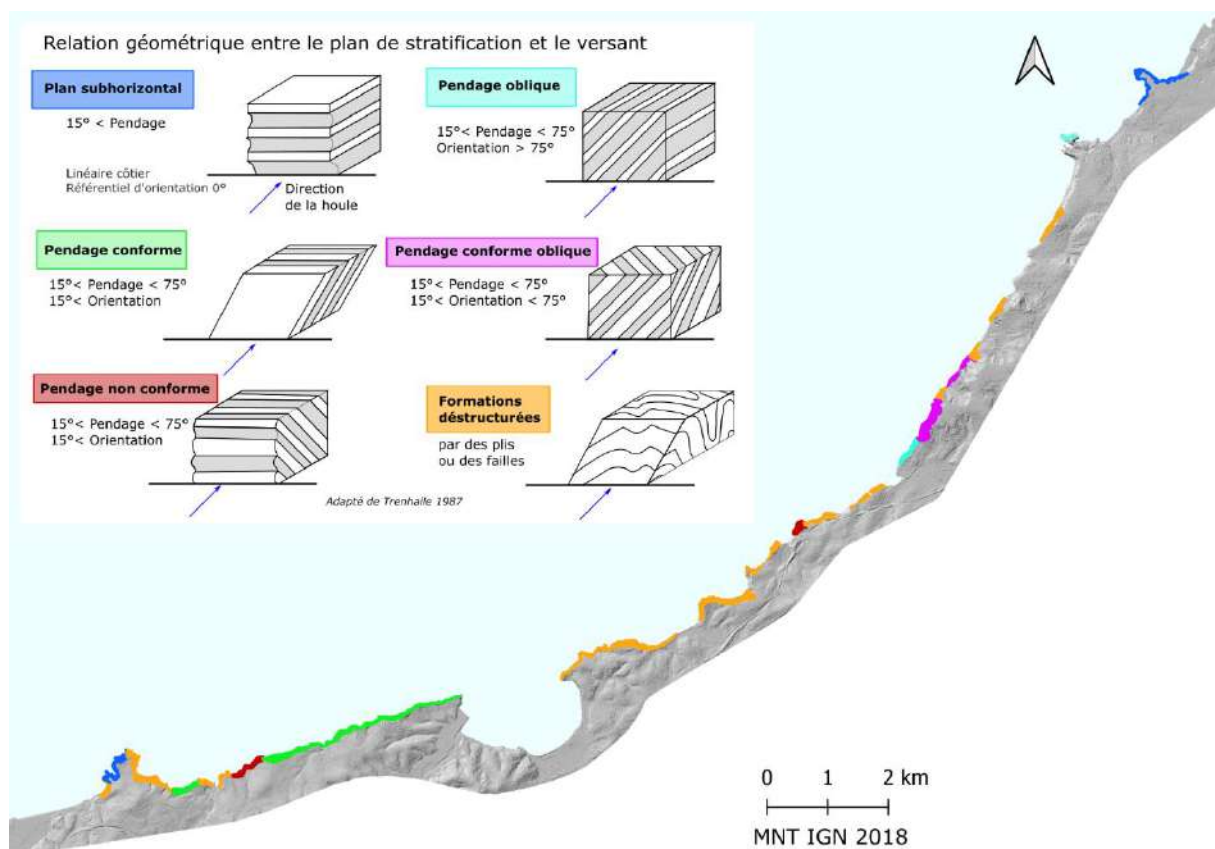 Relation géométrique entre le plan de stratification et le versant
Plan subhorizontal
15° < Pendage
Linéaire côtier
Référentiel d'orientation 0°
Direction
de la houle
Pendage oblique
15°< Pendage < 75°
Orientation > 75°
Pendage conforme
15°< Pendage < 75°
15°< Orientation
Pendage conforme oblique
15°< Pendage < 75°
15°< Orientation < 75°
Pendage non conforme
15°< Pendage < 75°
15°< Orientation
Formations
déstructurées
par des plis
ou des failles
Adapté de Trenhaile 1987
0 1 2 km
MNT IGN 2018